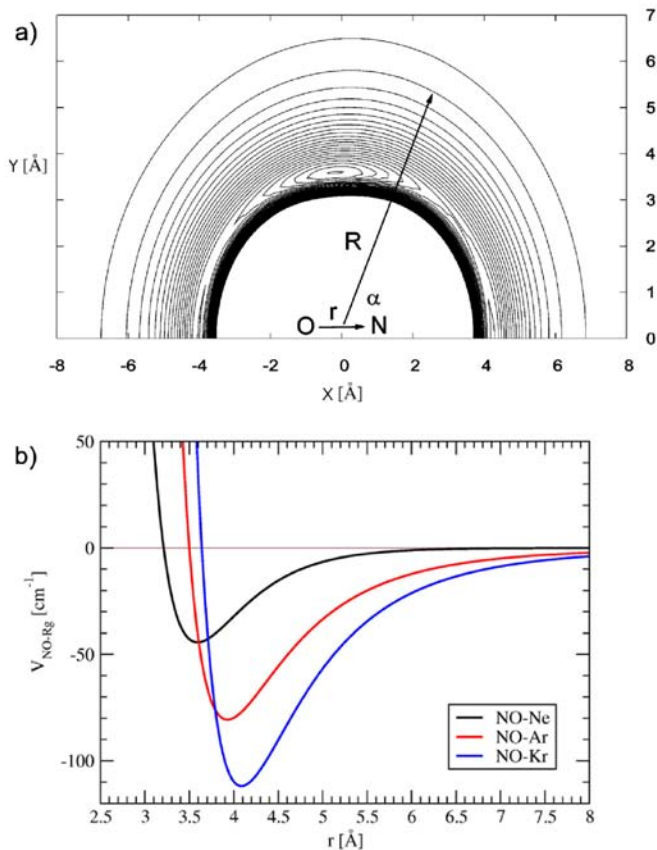 a)
7
6
5
Y [Å]
4
3
R
2
α
r
1
O
N
0
-8 -6 -4 -2 0 2 4 6 8
X [Å]
b)
50
0
V_NO-Rg [cm⁻¹]
-50
NO-Ne
NO-Ar
-100
NO-Kr
2.5 3 3.5 4 4.5 5 5.5 6 6.5 7 7.5 8
r [Å]